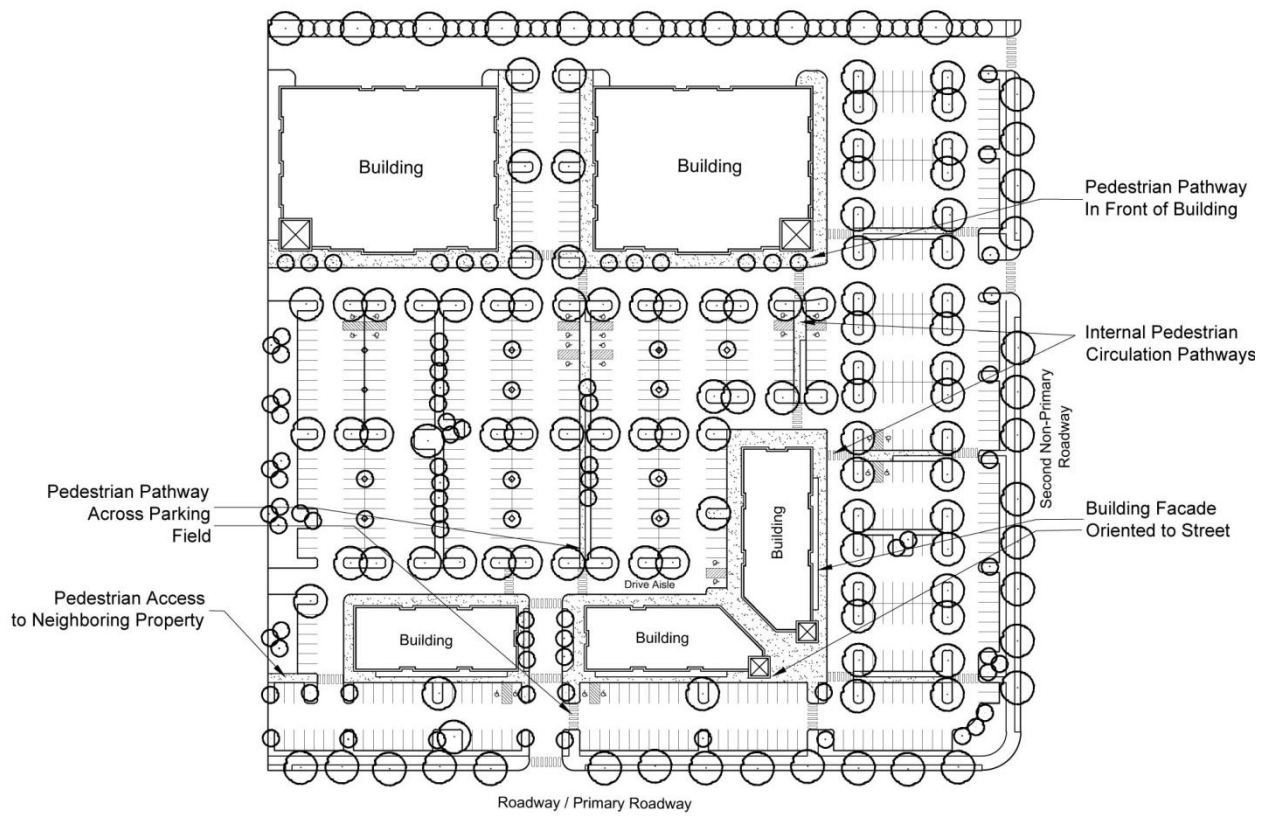 Building
Building
Pedestrian Pathway
In Front of Building
Internal Pedestrian
Circulation Pathways
Second Non-Primary
Roadway
Pedestrian Pathway
Across Parking
Field
Building
Building Facade
Oriented to Street
Drive Aisle
Pedestrian Access
to Neighboring Property
Building
Building
Roadway / Primary Roadway